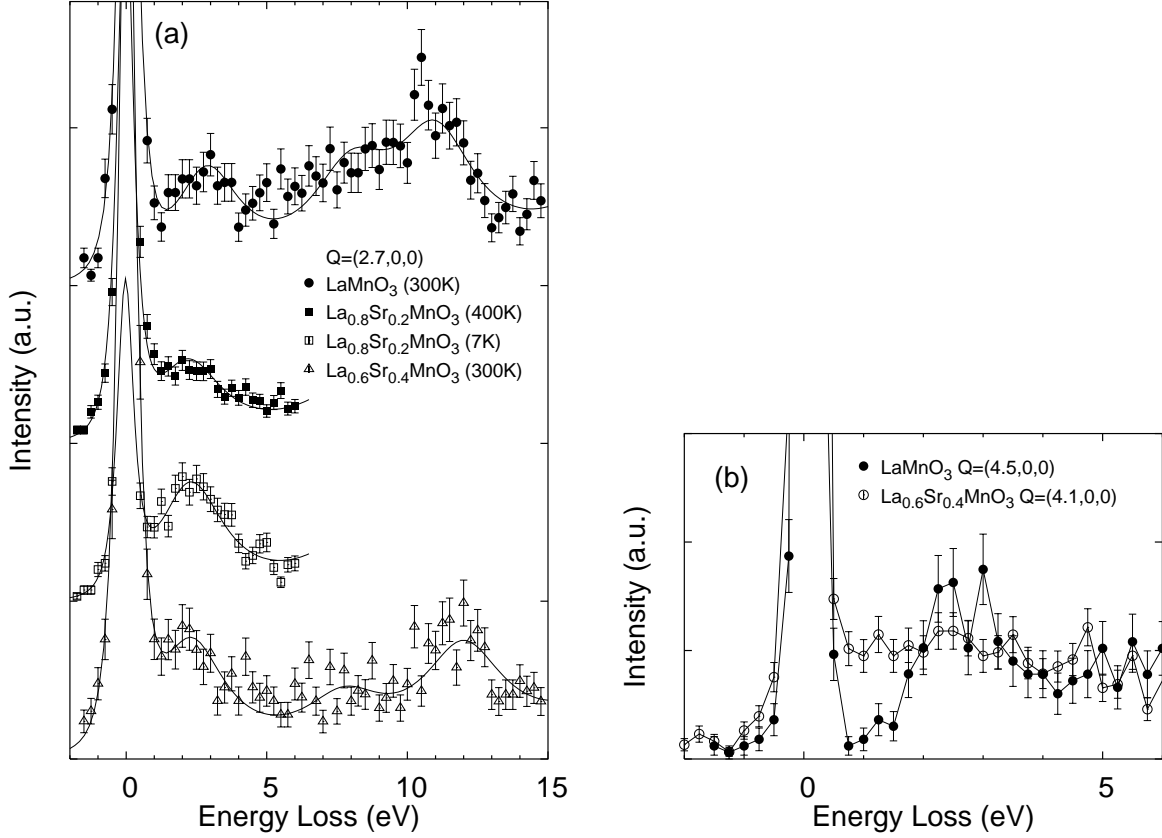 (a)
Q=(2.7,0,0)
LaMnO3 (300K)
La0.8Sr0.2MnO3 (400K)
La0.8Sr0.2MnO3 (7K)
La0.6Sr0.4MnO3 (300K)
Intensity (a.u.)
0 5 10 15
Energy Loss (eV)
(b)
LaMnO3 Q=(4.5,0,0)
La0.6Sr0.4MnO3 Q=(4.1,0,0)
Intensity (a.u.)
0 5
Energy Loss (eV)